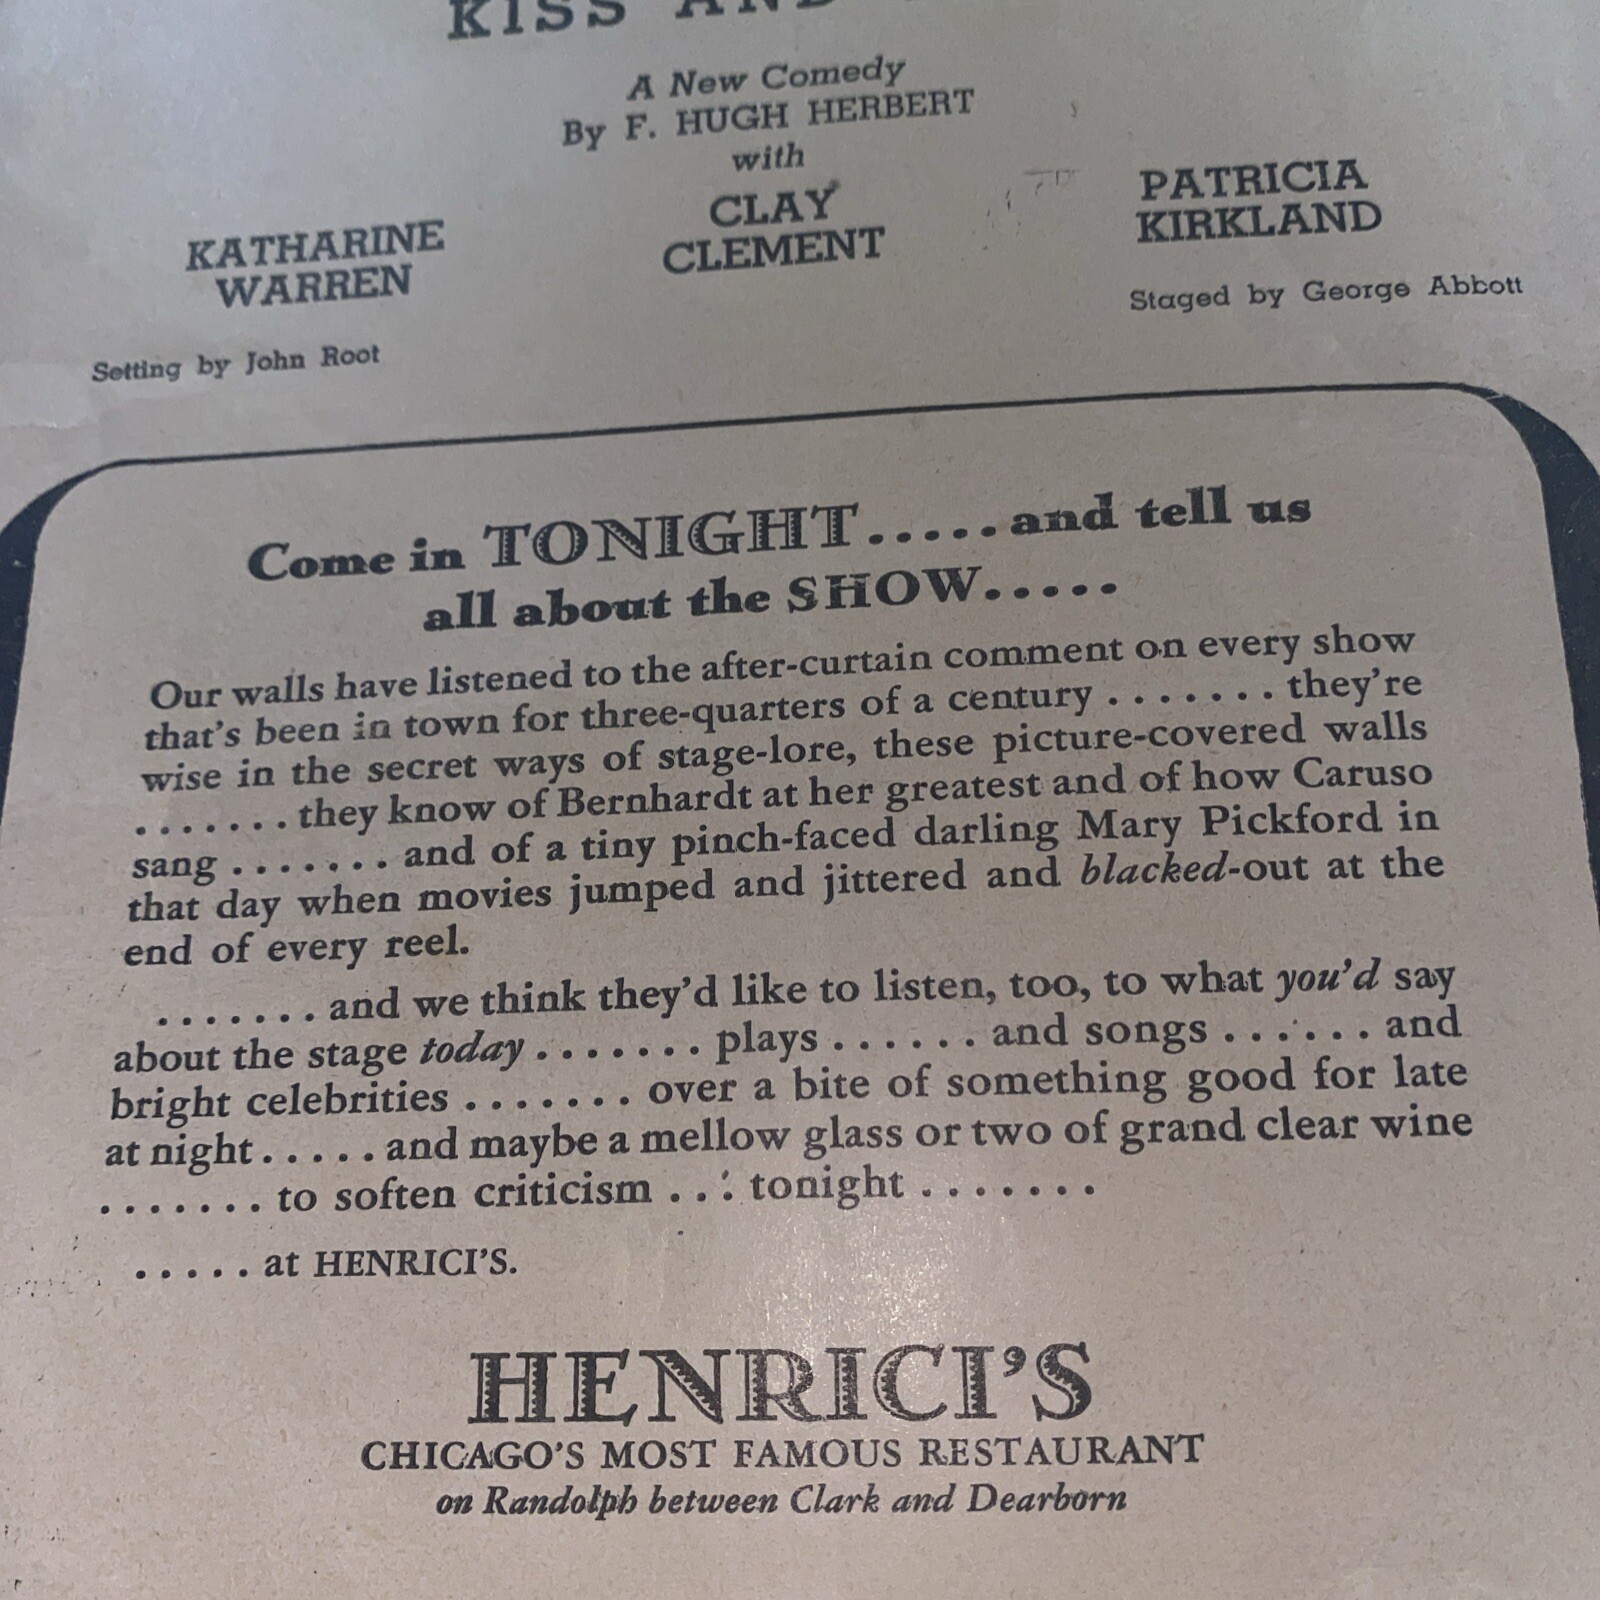 KISS AND
A New Comedy
By F. HUGH HERBERT
with
KATHARINE
WARREN
CLAY
CLEMENT
PATRICIA
KIRKLAND
Setting by John Root
Staged by George Abbott
Come in TONIGHT.....and tell us
all about the SHOW.....
Our walls have listened to the after-curtain comment on every show
that's been in town for three-quarters of a century ....... they're
wise in the secret ways of stage-lore, these picture-covered walls
.......they know of Bernhardt at her greatest and of how Caruso
sang ....... and of a tiny pinch-faced darling Mary Pickford in
that day when movies jumped and jittered and blacked-out at the
end of every reel.
.......and we think they'd like to listen, too, to what you'd say
about the stage today ....... plays ...... and songs ...... and
bright celebrities ....... over a bite of something good for late
at night.....and maybe a mellow glass or two of grand clear wine
.......to soften criticism ... tonight .......
.....at HENRICI'S.
HENRICI'S
CHICAGO'S MOST FAMOUS RESTAURANT
on Randolph between Clark and Dearborn